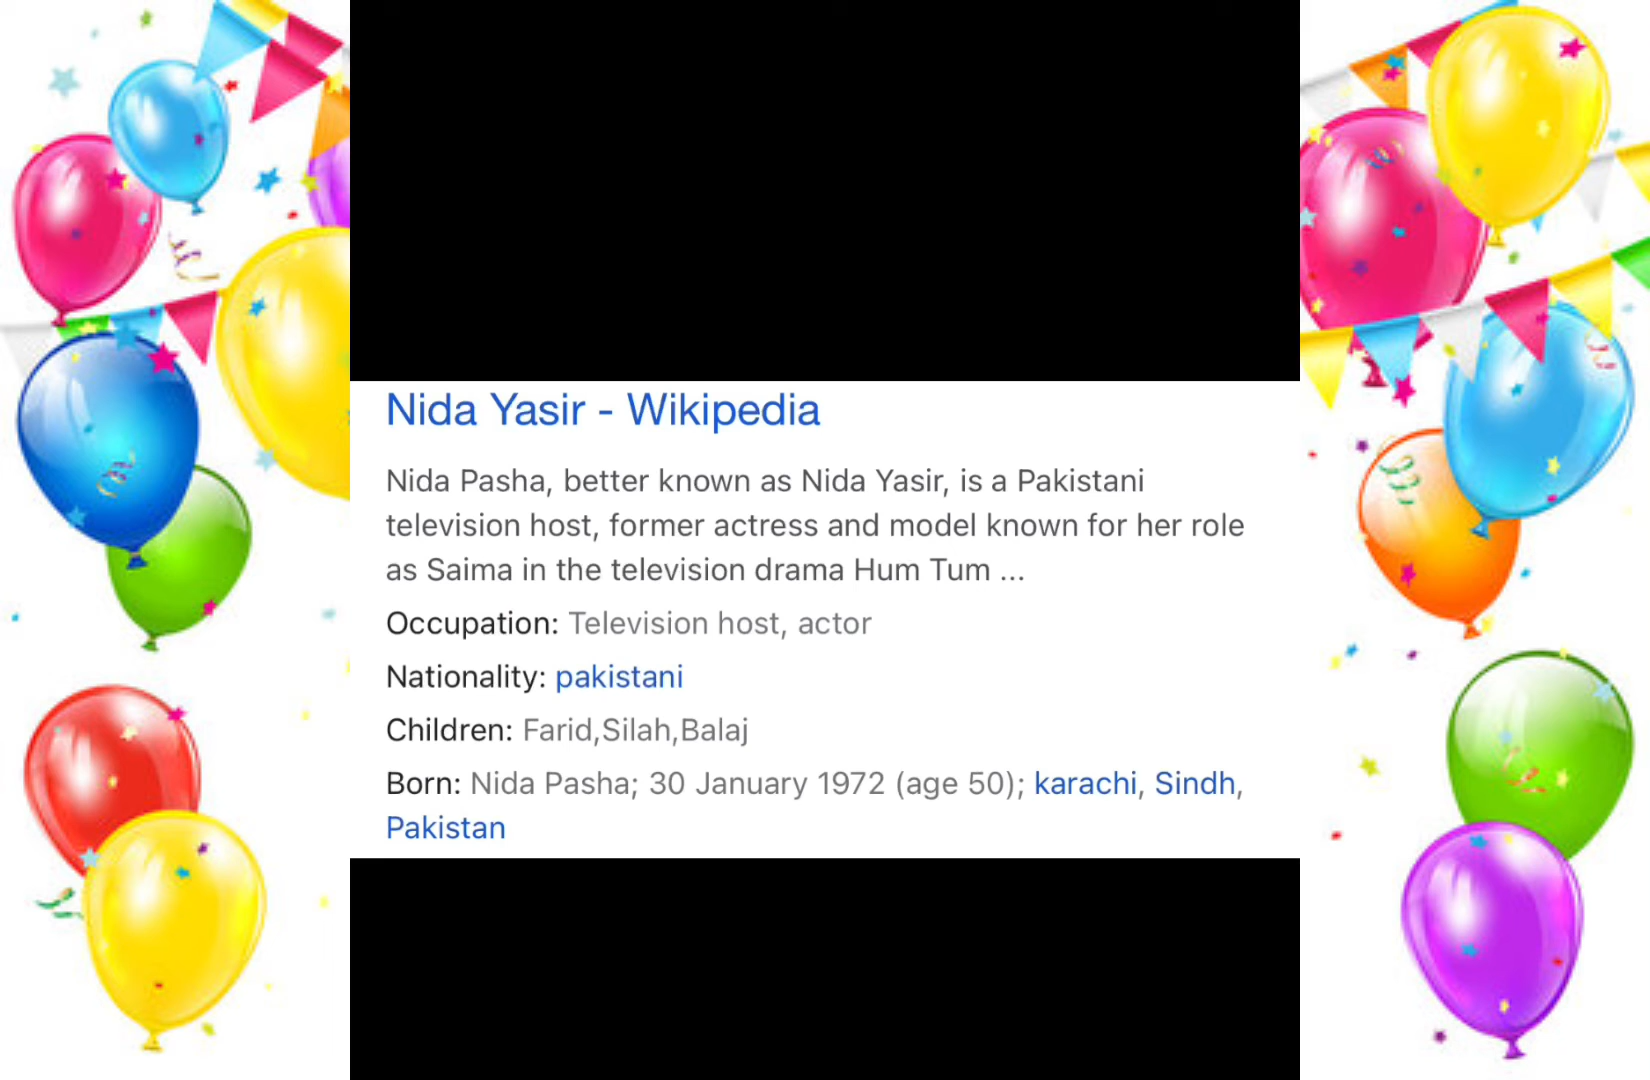 Nida Yasir - Wikipedia
Nida Pasha, better known as Nida Yasir, is a Pakistani
television host, former actress and model known for her role
as Saima in the television drama Hum Tum ...
Occupation: Television host, actor
Nationality: pakistani
Children: Farid,Silah,Balaj
Born: Nida Pasha; 30 January 1972 (age 50); karachi, Sindh,
Pakistan